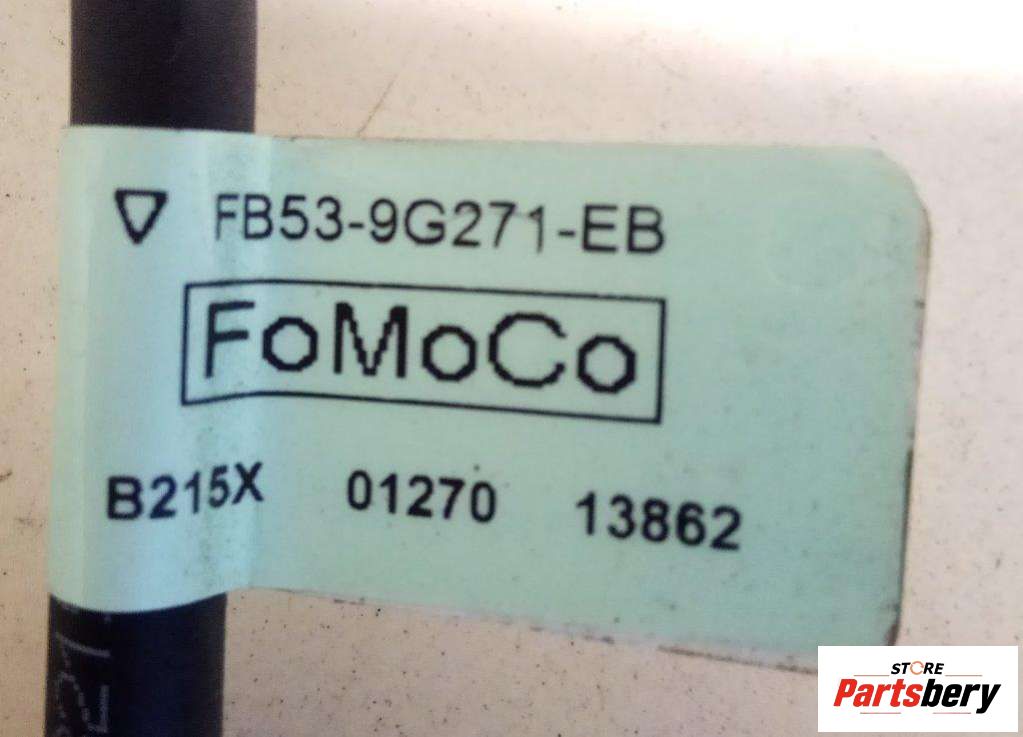 FB53-9G271-EB
FoMoCo
B215X 01270 13862
STORE
Partsbery